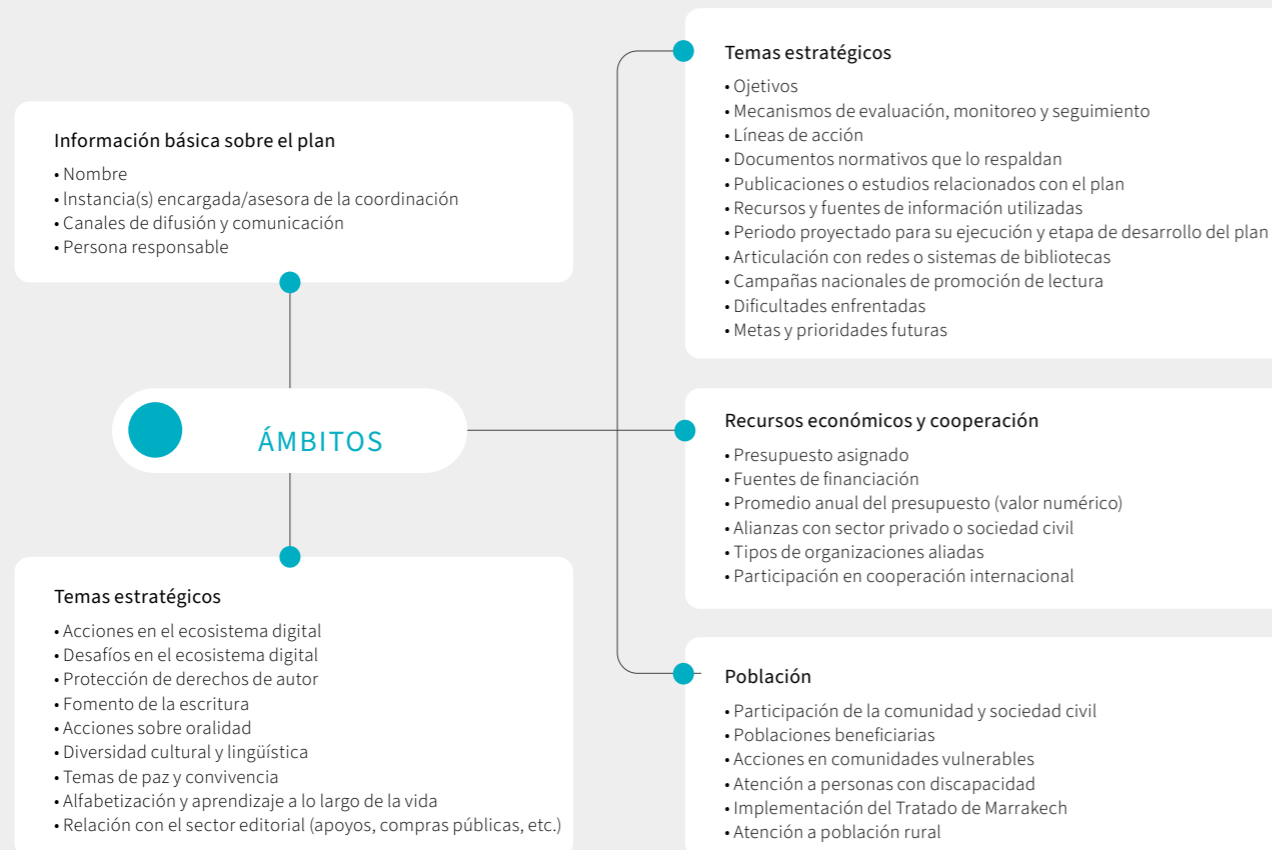 Información básica sobre el plan
• Nombre
• Instancia(s) encargada/asesora de la coordinación
• Canales de difusión y comunicación
• Persona responsable
ÁMBITOS
Temas estratégicos
• Acciones en el ecosistema digital
• Desafíos en el ecosistema digital
• Protección de derechos de autor
• Fomento de la escritura
• Acciones sobre oralidad
• Diversidad cultural y lingüística
• Temas de paz y convivencia
• Alfabetización y aprendizaje a lo largo de la vida
• Relación con el sector editorial (apoyos, compras públicas, etc.)
Temas estratégicos
• Ojetivos
• Mecanismos de evaluación, monitoreo y seguimiento
• Líneas de acción
• Documentos normativos que lo respaldan
• Publicaciones o estudios relacionados con el plan
• Recursos y fuentes de información utilizadas
• Periodo proyectado para su ejecución y etapa de desarrollo del plan
• Articulación con redes o sistemas de bibliotecas
• Campañas nacionales de promoción de lectura
• Dificultades enfrentadas
• Metas y prioridades futuras
Recursos económicos y cooperación
• Presupuesto asignado
• Fuentes de financiación
• Promedio anual del presupuesto (valor numérico)
• Alianzas con sector privado o sociedad civil
• Tipos de organizaciones aliadas
• Participación en cooperación internacional
Población
• Participación de la comunidad y sociedad civil
• Poblaciones beneficiarias
• Acciones en comunidades vulnerables
• Atención a personas con discapacidad
• Implementación del Tratado de Marrakech
• Atención a población rural